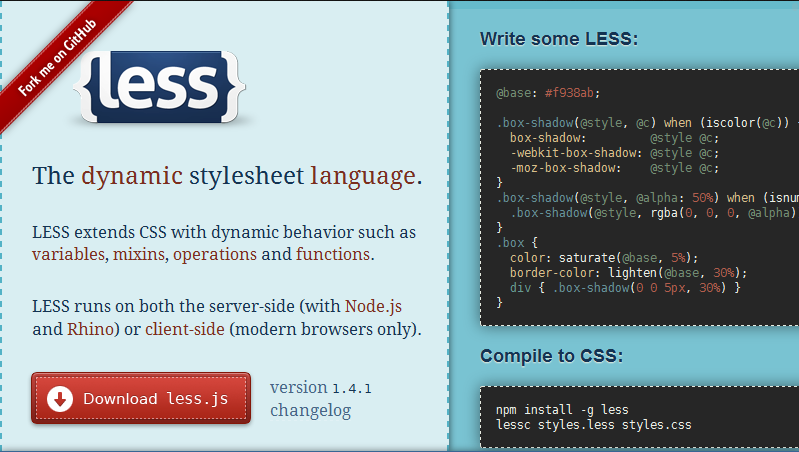 Fork me on GitHub
{less}
The dynamic stylesheet language.
LESS extends CSS with dynamic behavior such as
variables, mixins, operations and functions.
LESS runs on both the server-side (with Node.js
and Rhino) or client-side (modern browsers only).
Download less.js
version 1.4.1
changelog
Write some LESS:
@base: #f938ab;
.box-shadow(@style, @c) when (iscolor(@c))
box-shadow: @style @c;
-webkit-box-shadow: @style @c;
-moz-box-shadow: @style @c;
}
.box-shadow(@style, @alpha: 50%) when (isnum
.box-shadow(@style, rgba(0, 0, 0, @alpha)
}
.box {
color: saturate(@base, 5%);
border-color: lighten(@base, 30%);
div { .box-shadow(0 0 5px, 30%) }
}
Compile to CSS:
npm install -g less
lessc styles.less styles.css